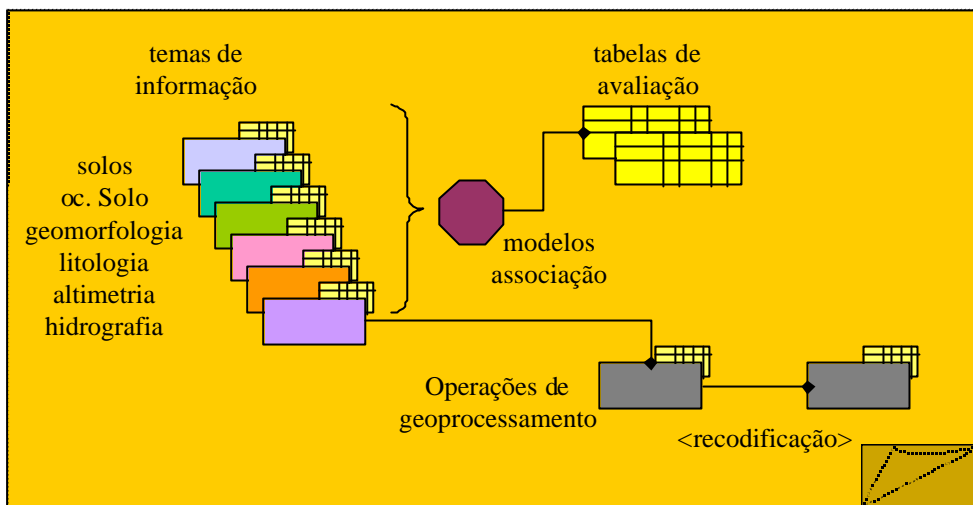 temas de
informação
tabelas de
avaliação
solos
oc. Solo
geomorfologia
litologia
altimetria
hidrografia
modelos
associação
Operações de
geoprocessamento
<recodificação>